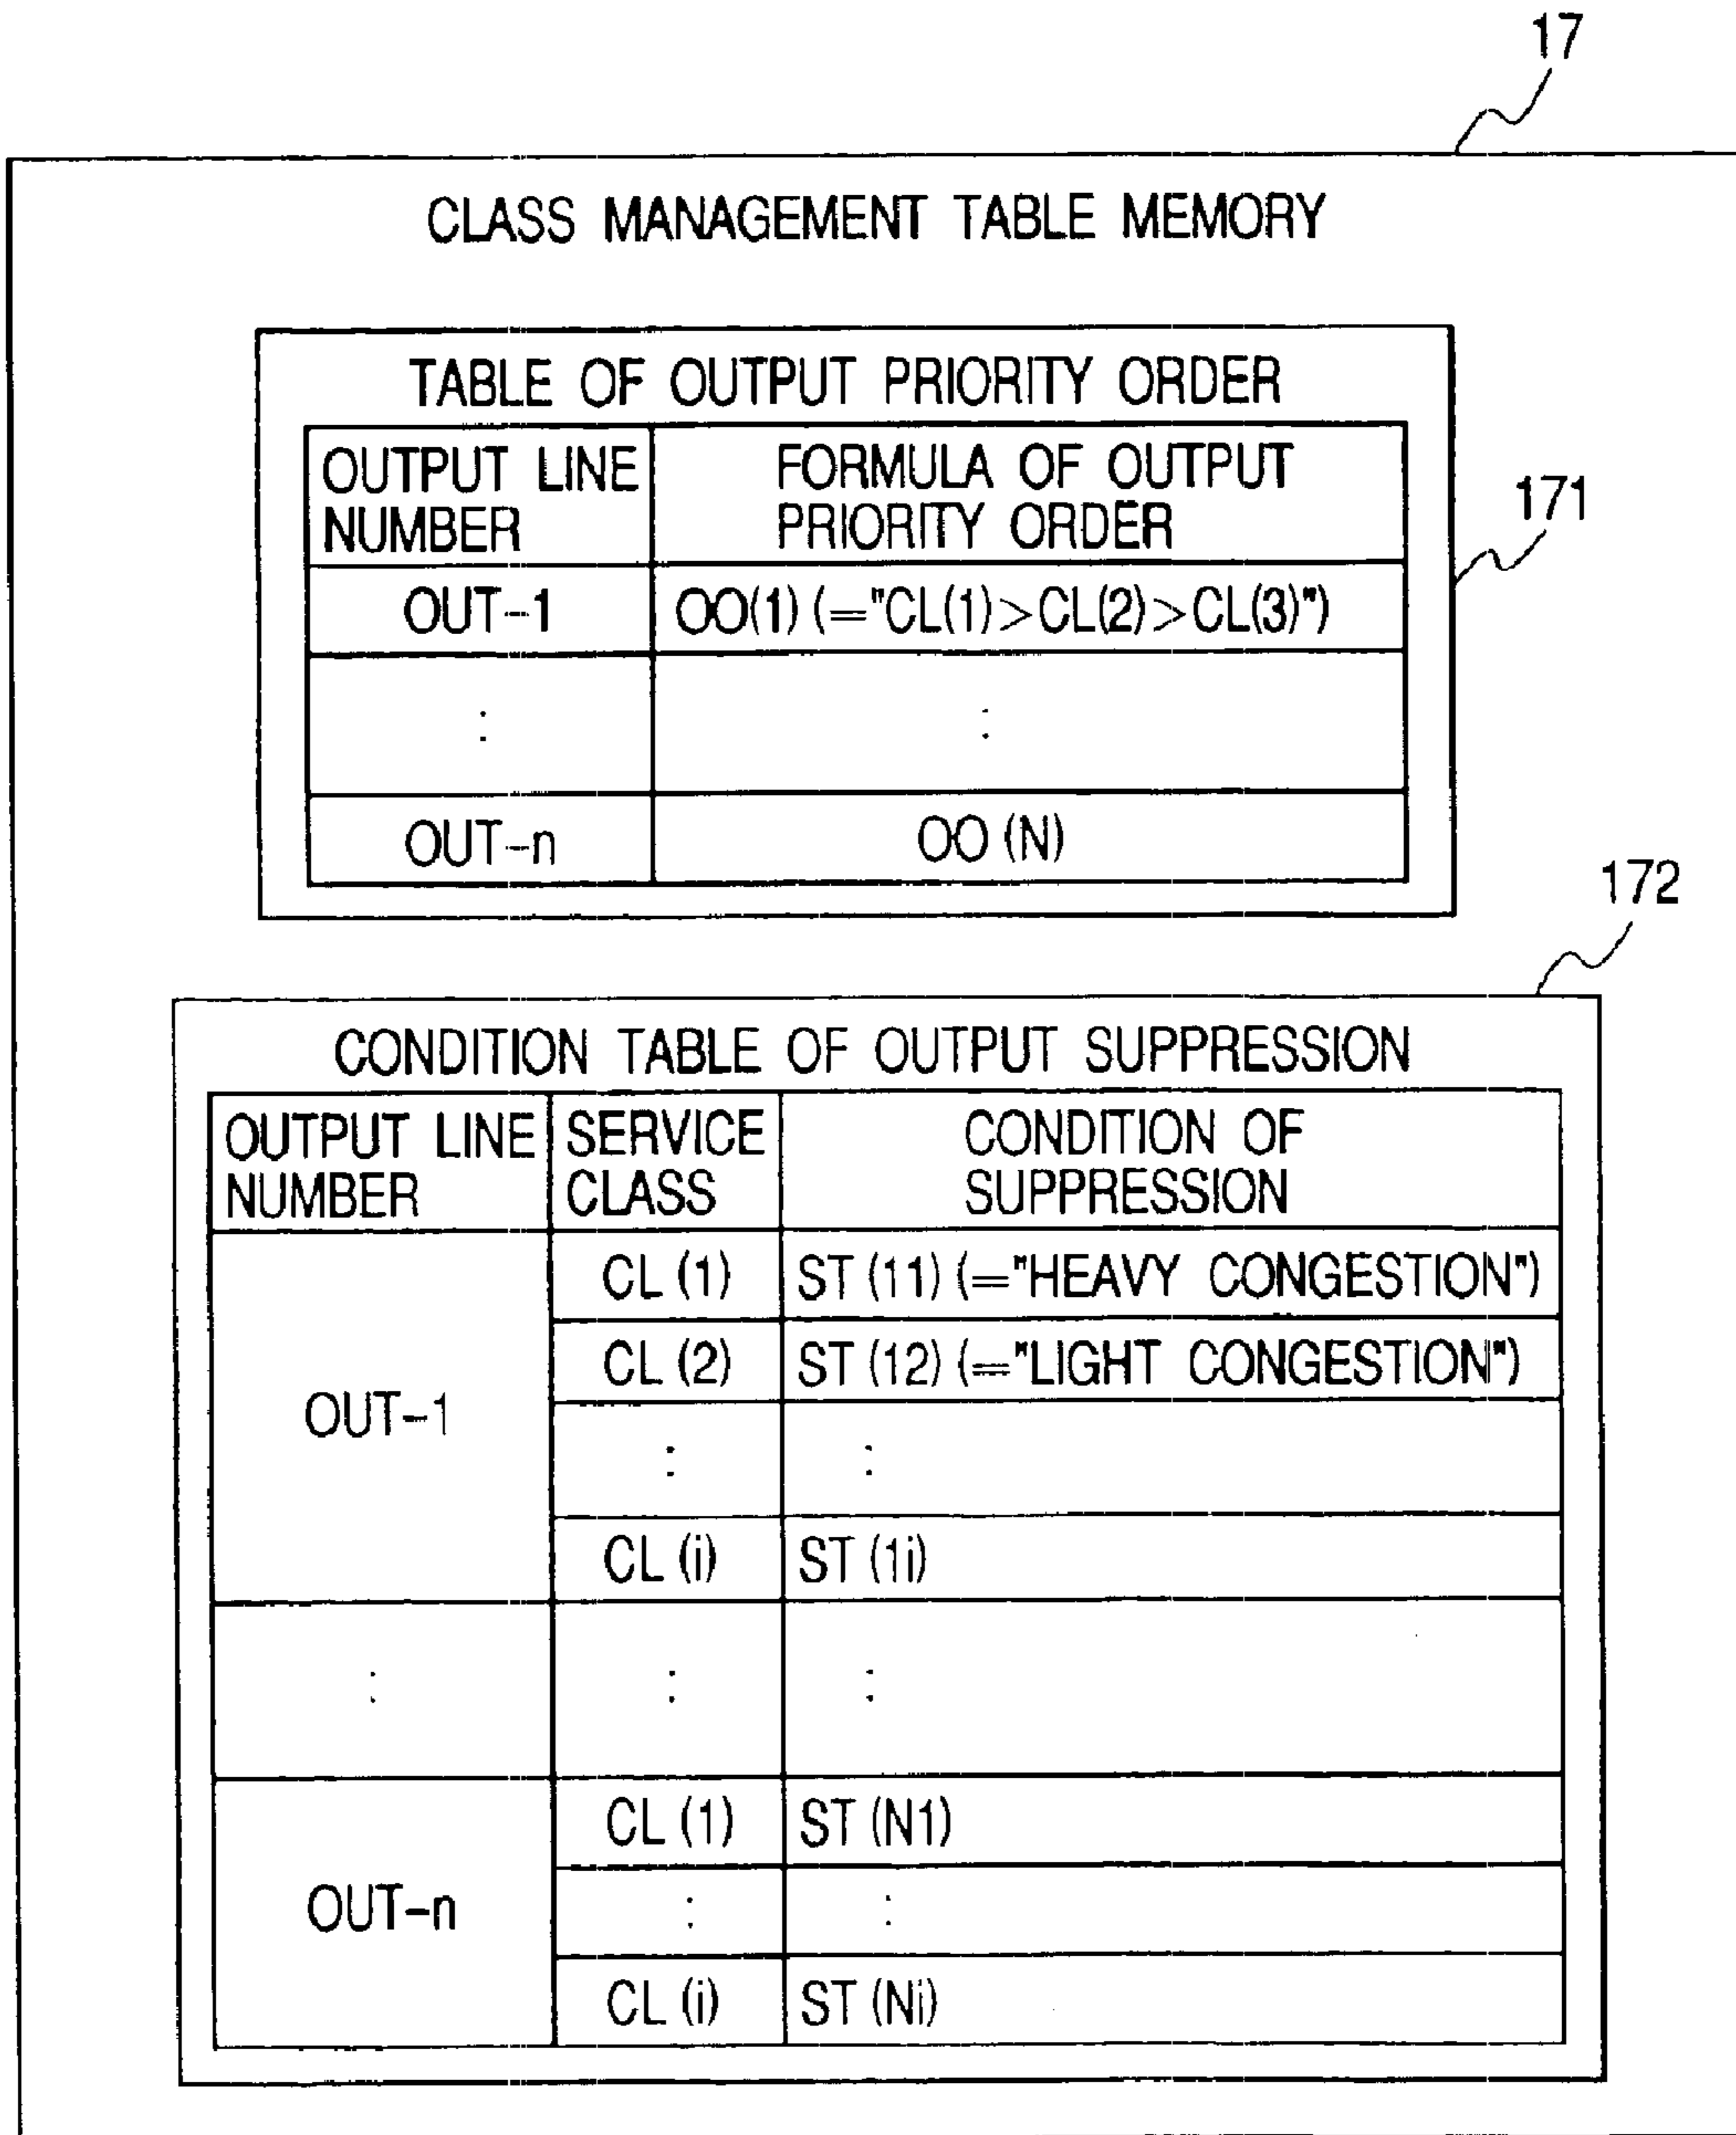 17
CLASS MANAGEMENT TABLE MEMORY
TABLE OF OUTPUT PRIORITY ORDER
OUTPUT LINE NUMBER
FORMULA OF OUTPUT PRIORITY ORDER
171
OUT-1
OO(1) (="CL(1)>CL(2)>CL(3)")
:
:
OUT-n
OO (N)
172
CONDITION TABLE OF OUTPUT SUPPRESSION
OUTPUT LINE NUMBER
SERVICE CLASS
CONDITION OF SUPPRESSION
OUT-1
CL (1)
ST (11) (="HEAVY CONGESTION")
CL (2)
ST (12) (="LIGHT CONGESTION")
:
:
CL (i)
ST (1i)
:
:
:
OUT-n
CL (1)
ST (N1)
:
:
CL (i)
ST (Ni)